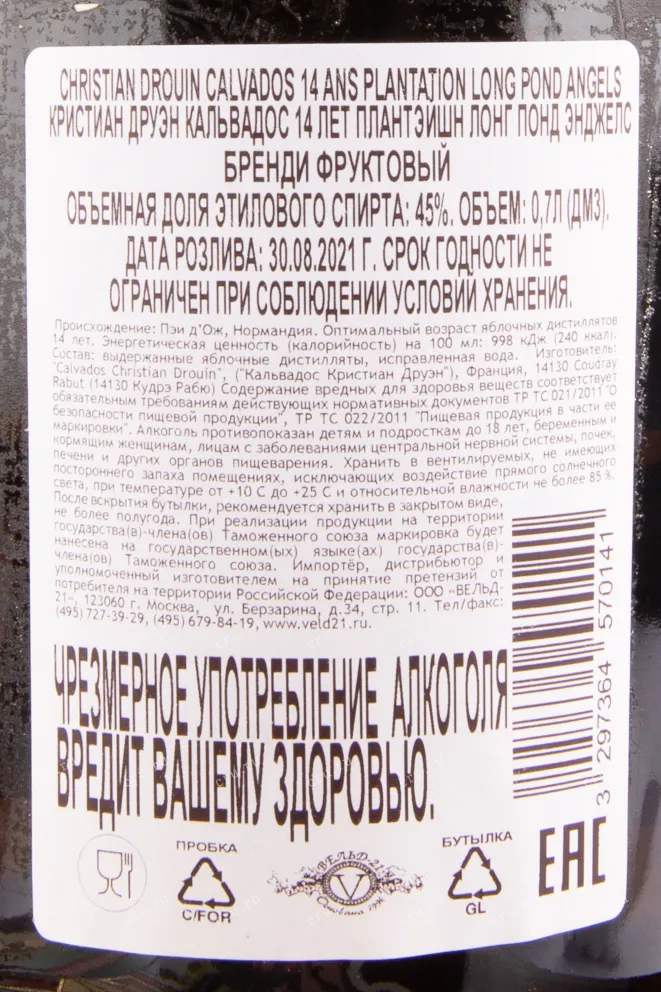 CHRISTIAN DROUIN CALVADOS 14 ANS PLANTATION LONG POND ANGELS
КРИСТИАН ДРУЭН КАЛЬВАДОС 14 ЛЕТ ПЛАНТЭЙШН ЛОНГ ПОНД ЭНДЖЕЛС
БРЕНДИ ФРУКТОВЫЙ
ОБЪЕМНАЯ ДОЛЯ ЭТИЛОВОГО СПИРТА: 45%. ОБЪЕМ: 0,7Л (ДМ3).
ДАТА РОЗЛИВА: 30.08.2021 Г. СРОК ГОДНОСТИ НЕ
ОГРАНИЧЕН ПРИ СОБЛЮДЕНИИ УСЛОВИЙ ХРАНЕНИЯ.
Происхождение: Пэи д'Ож, Нормандия. Оптимальный возраст яблочных дистиллятов
14 лет. Энергетическая ценность (калорийность) на 100 мл: 998 кДж (240 ккал).
Состав: выдержанные яблочные дистилляты, исправленная вода. Изготовитель:
"Calvados Christian Drouin", ("Кальвадос Кристиан Друэн"), Франция, 14130 Coudray
Rabut (14130 Кудрэ Рабю) Содержание вредных для здоровья веществ соответствует
обязательным требованиям действующих нормативных документов ТР ТС 021/2011 "О
безопасности пищевой продукции", ТР ТС 022/2011 "Пищевая продукция в части ее
маркировки". Алкоголь противопоказан детям и подросткам до 18 лет, беременным и
кормящим женщинам, лицам с заболеваниями центральной нервной системы, почек,
печени и других органов пищеварения. Хранить в вентилируемых, не имеющих
постороннего запаха помещениях, исключающих воздействие прямого солнечного
света, при температуре от +10 С до +25 С и относительной влажности не более 85 %.
После вскрытия бутылки, рекомендуется хранить в закрытом виде,
не более полугода. При реализации продукции на территории
государства(в)-члена(ов) Таможенного союза маркировка будет
нанесена на государственном(ых) языке(ах) государства(в)-
члена(ов) Таможенного союза. Импортёр, дистрибьютор и
уполномоченный изготовителем на принятие претензий от
потребителя на территории Российской Федерации: ООО «ВЕЛЬД-
21», 123060 г. Москва, ул. Берзарина, д.34, стр. 11. Тел/факс:
(495) 727-39-29, (495) 679-84-19, www.veld21.ru.
3 297364 570141
ЧРЕЗМЕРНОЕ УПОТРЕБЛЕНИЕ АЛКОГОЛЯ
ВРЕДИТ ВАШЕМУ ЗДОРОВЬЮ.
ПРОБКА
C/FOR
ВЕЛЬД-21
V
Основана 1996
БУТЫЛКА
GL
EAC